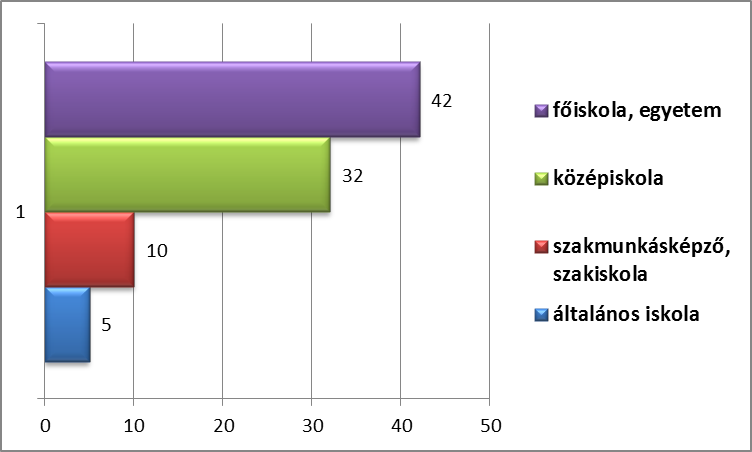 42
32
1
10
5
0 10 20 30 40 50
főiskola, egyetem
középiskola
szakmunkásképző,
szakiskola
általános iskola